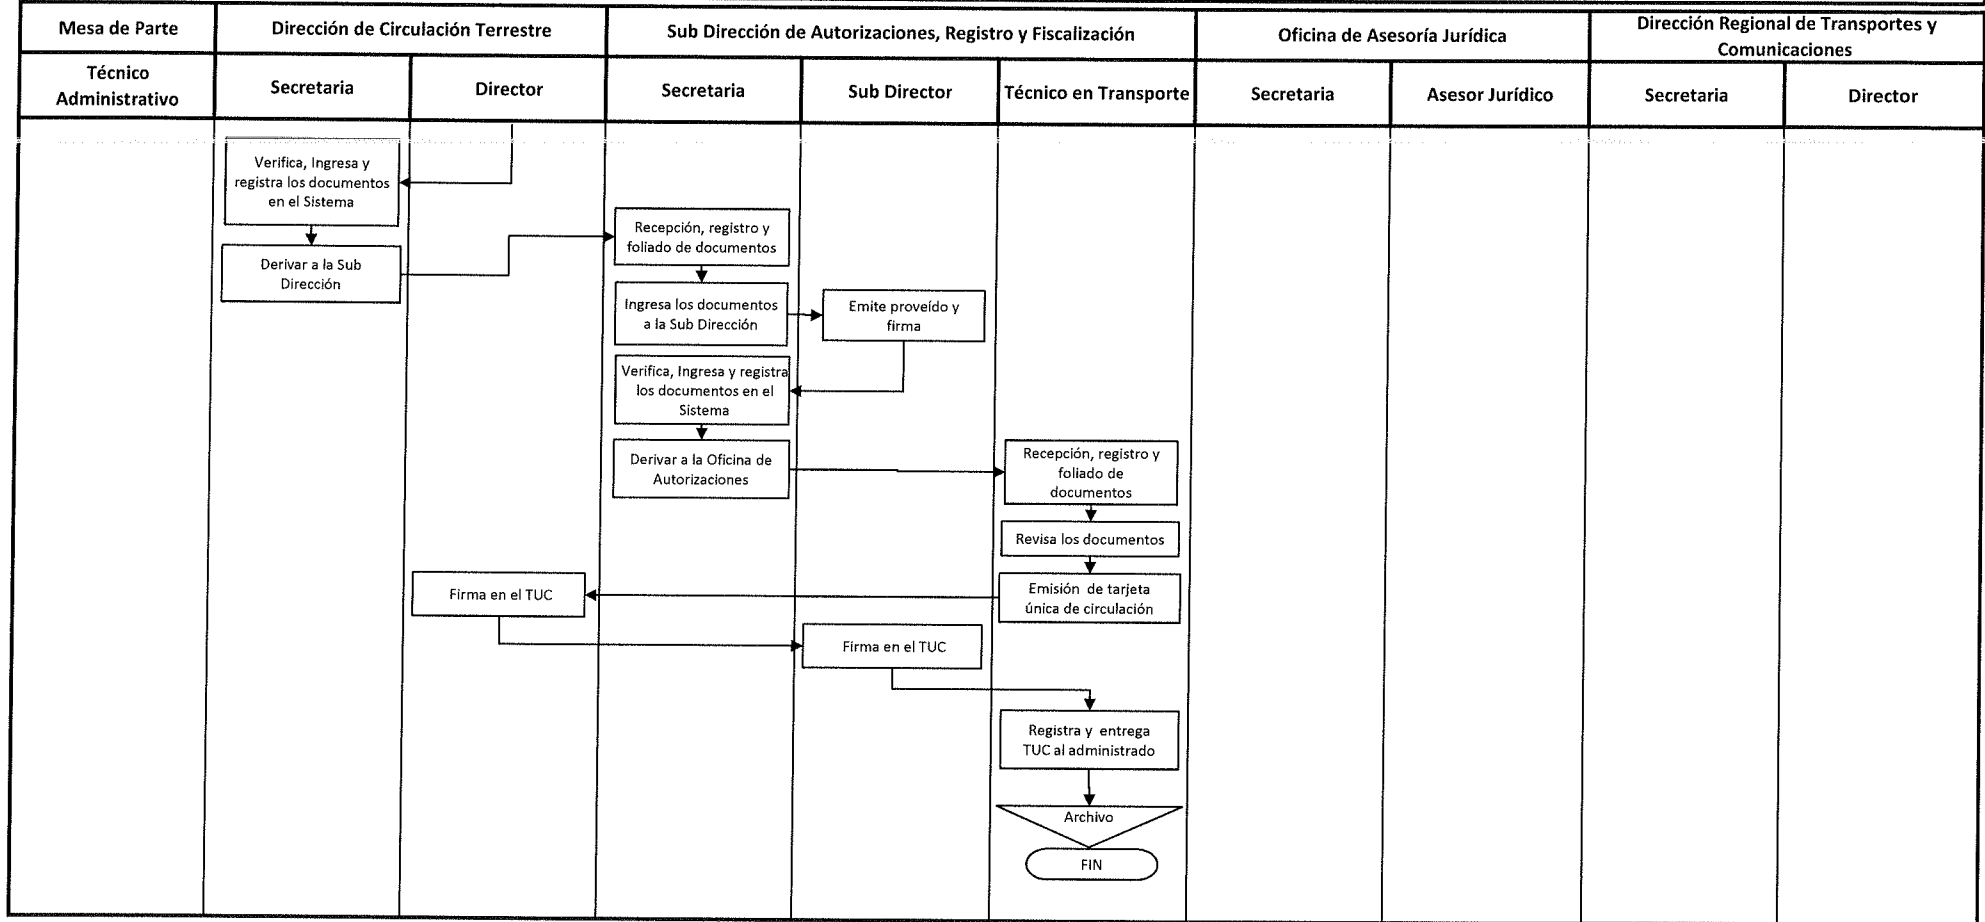 Mesa de Parte
Dirección de Circulación Terrestre
Sub Dirección de Autorizaciones, Registro y Fiscalización
Oficina de Asesoría Jurídica
Dirección Regional de Transportes y
Comunicaciones
Técnico
Administrativo
Secretaria
Director
Secretaria
Sub Director
Técnico en Transporte
Secretaria
Asesor Jurídico
Secretaria
Director
Verifica, Ingresa y
registra los documentos
en el Sistema
Derivar a la Sub
Dirección
Recepción, registro y
foliado de documentos
Ingresa los documentos
a la Sub Dirección
Emite proveído y
firma
Verifica, Ingresa y registra
los documentos en el
Sistema
Derivar a la Oficina de
Autorizaciones
Recepción, registro y
foliado de
documentos
Revisa los documentos
Emisión de tarjeta
única de circulación
Firma en el TUC
Firma en el TUC
Registra y entrega
TUC al administrado
Archivo
FIN